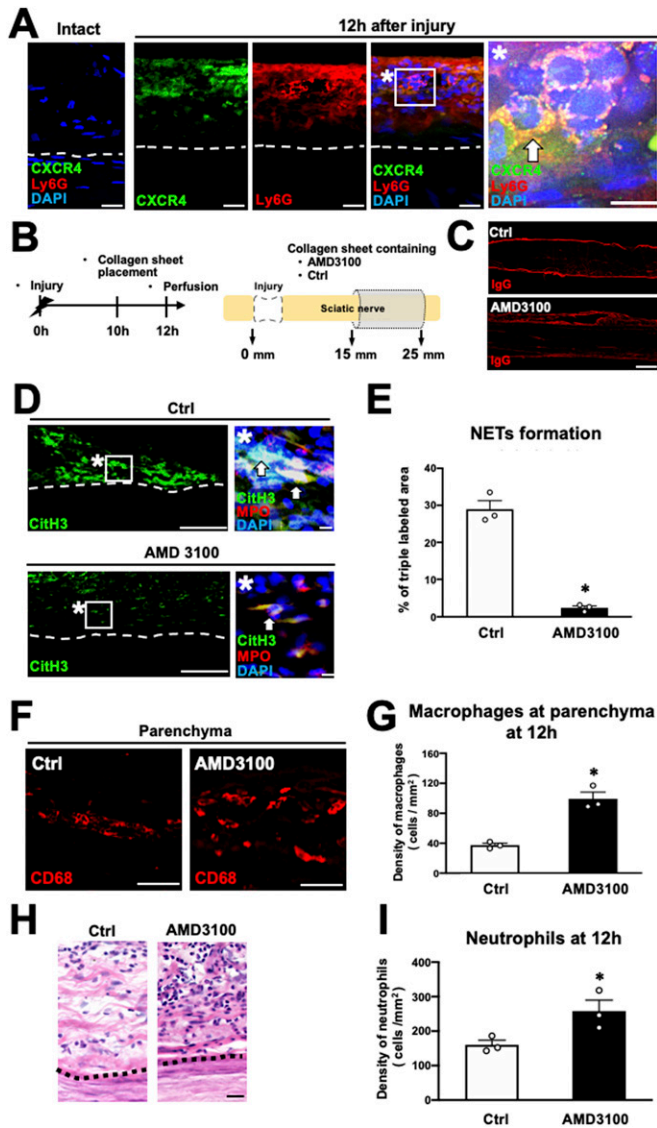 A
Intact
12h after injury
CXCR4
Ly6G
DAPI
CXCR4
Ly6G
*
CXCR4
Ly6G
DAPI
*
CXCR4
Ly6G
DAPI
B
• Injury
• Collagen sheet
placement
• Perfusion
0h
10h
12h
Collagen sheet containing
• AMD3100
• Ctrl
Injury
Sciatic nerve
0 mm
15 mm
25 mm
C
Ctrl
IgG
AMD3100
IgG
D
Ctrl
*
CitH3
*
CitH3
MPO
DAPI
AMD 3100
*
CitH3
*
CitH3
MPO
DAPI
E
NETs formation
% of triple labeled area
40
30
20
10
0
*
Ctrl
AMD3100
F
Parenchyma
Ctrl
CD68
AMD3100
CD68
G
Macrophages at parenchyma
at 12h
Density of macrophages
( cells / mm²)
160
120
80
40
0
*
Ctrl
AMD3100
H
Ctrl
AMD3100
I
Neutrophils at 12h
Density of neutrophils
( cells /mm²)
400
300
200
100
0
*
Ctrl
AMD3100